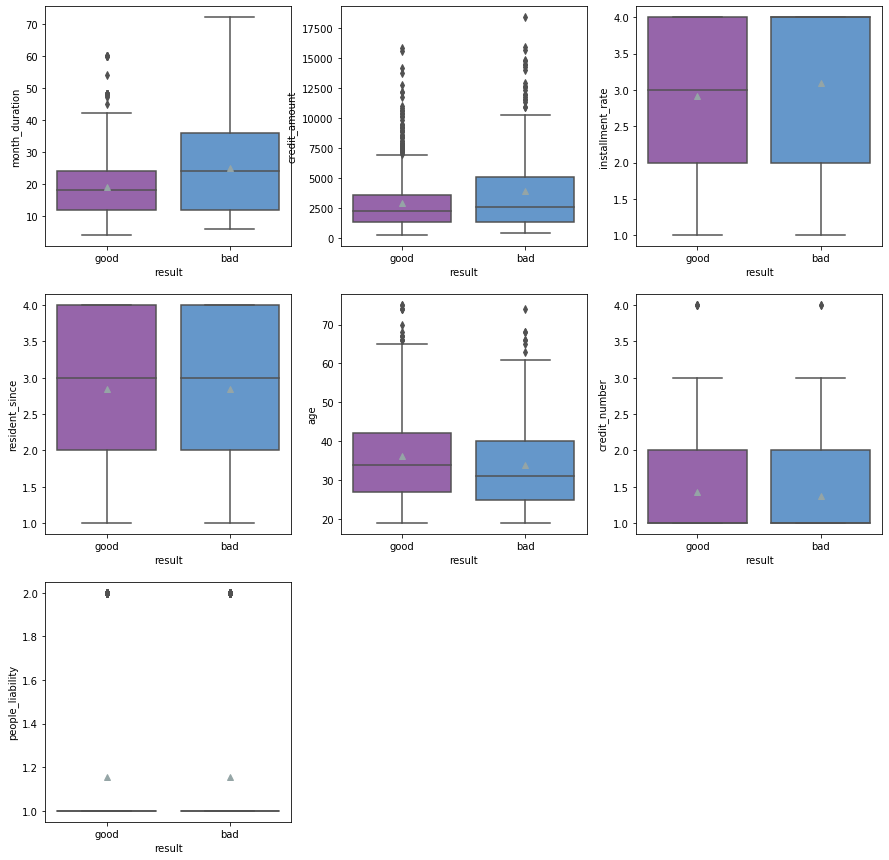 month_duration
70
60
50
40
30
20
10
good bad
result
credit_amount
17500
15000
12500
10000
7500
5000
2500
0
good bad
result
installment_rate
4.0
3.5
3.0
2.5
2.0
1.5
1.0
good bad
result
resident_since
4.0
3.5
3.0
2.5
2.0
1.5
1.0
good bad
result
age
70
60
50
40
30
20
good bad
result
credit_number
4.0
3.5
3.0
2.5
2.0
1.5
1.0
good bad
result
people_liability
2.0
1.8
1.6
1.4
1.2
1.0
good bad
result